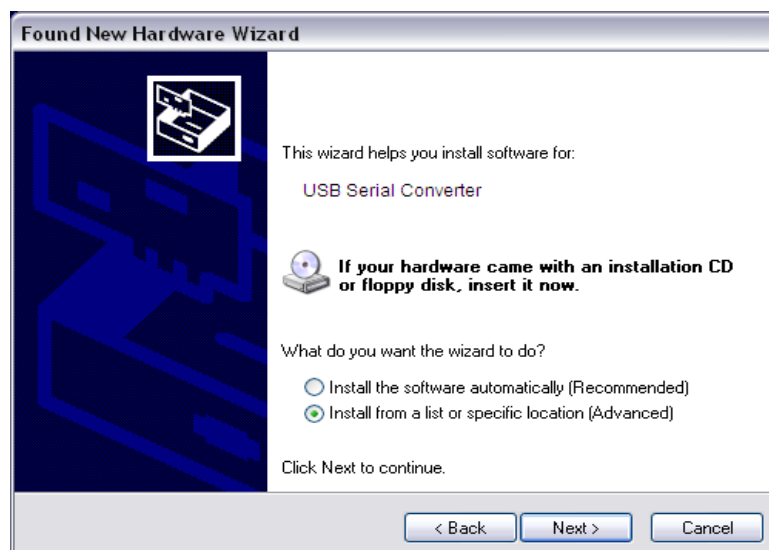 Found New Hardware Wizard
This wizard helps you install software for:
USB Serial Converter
If your hardware came with an installation CD
or floppy disk, insert it now.
What do you want the wizard to do?
Install the software automatically (Recommended)
Install from a list or specific location (Advanced)
Click Next to continue.
< Back Next > Cancel